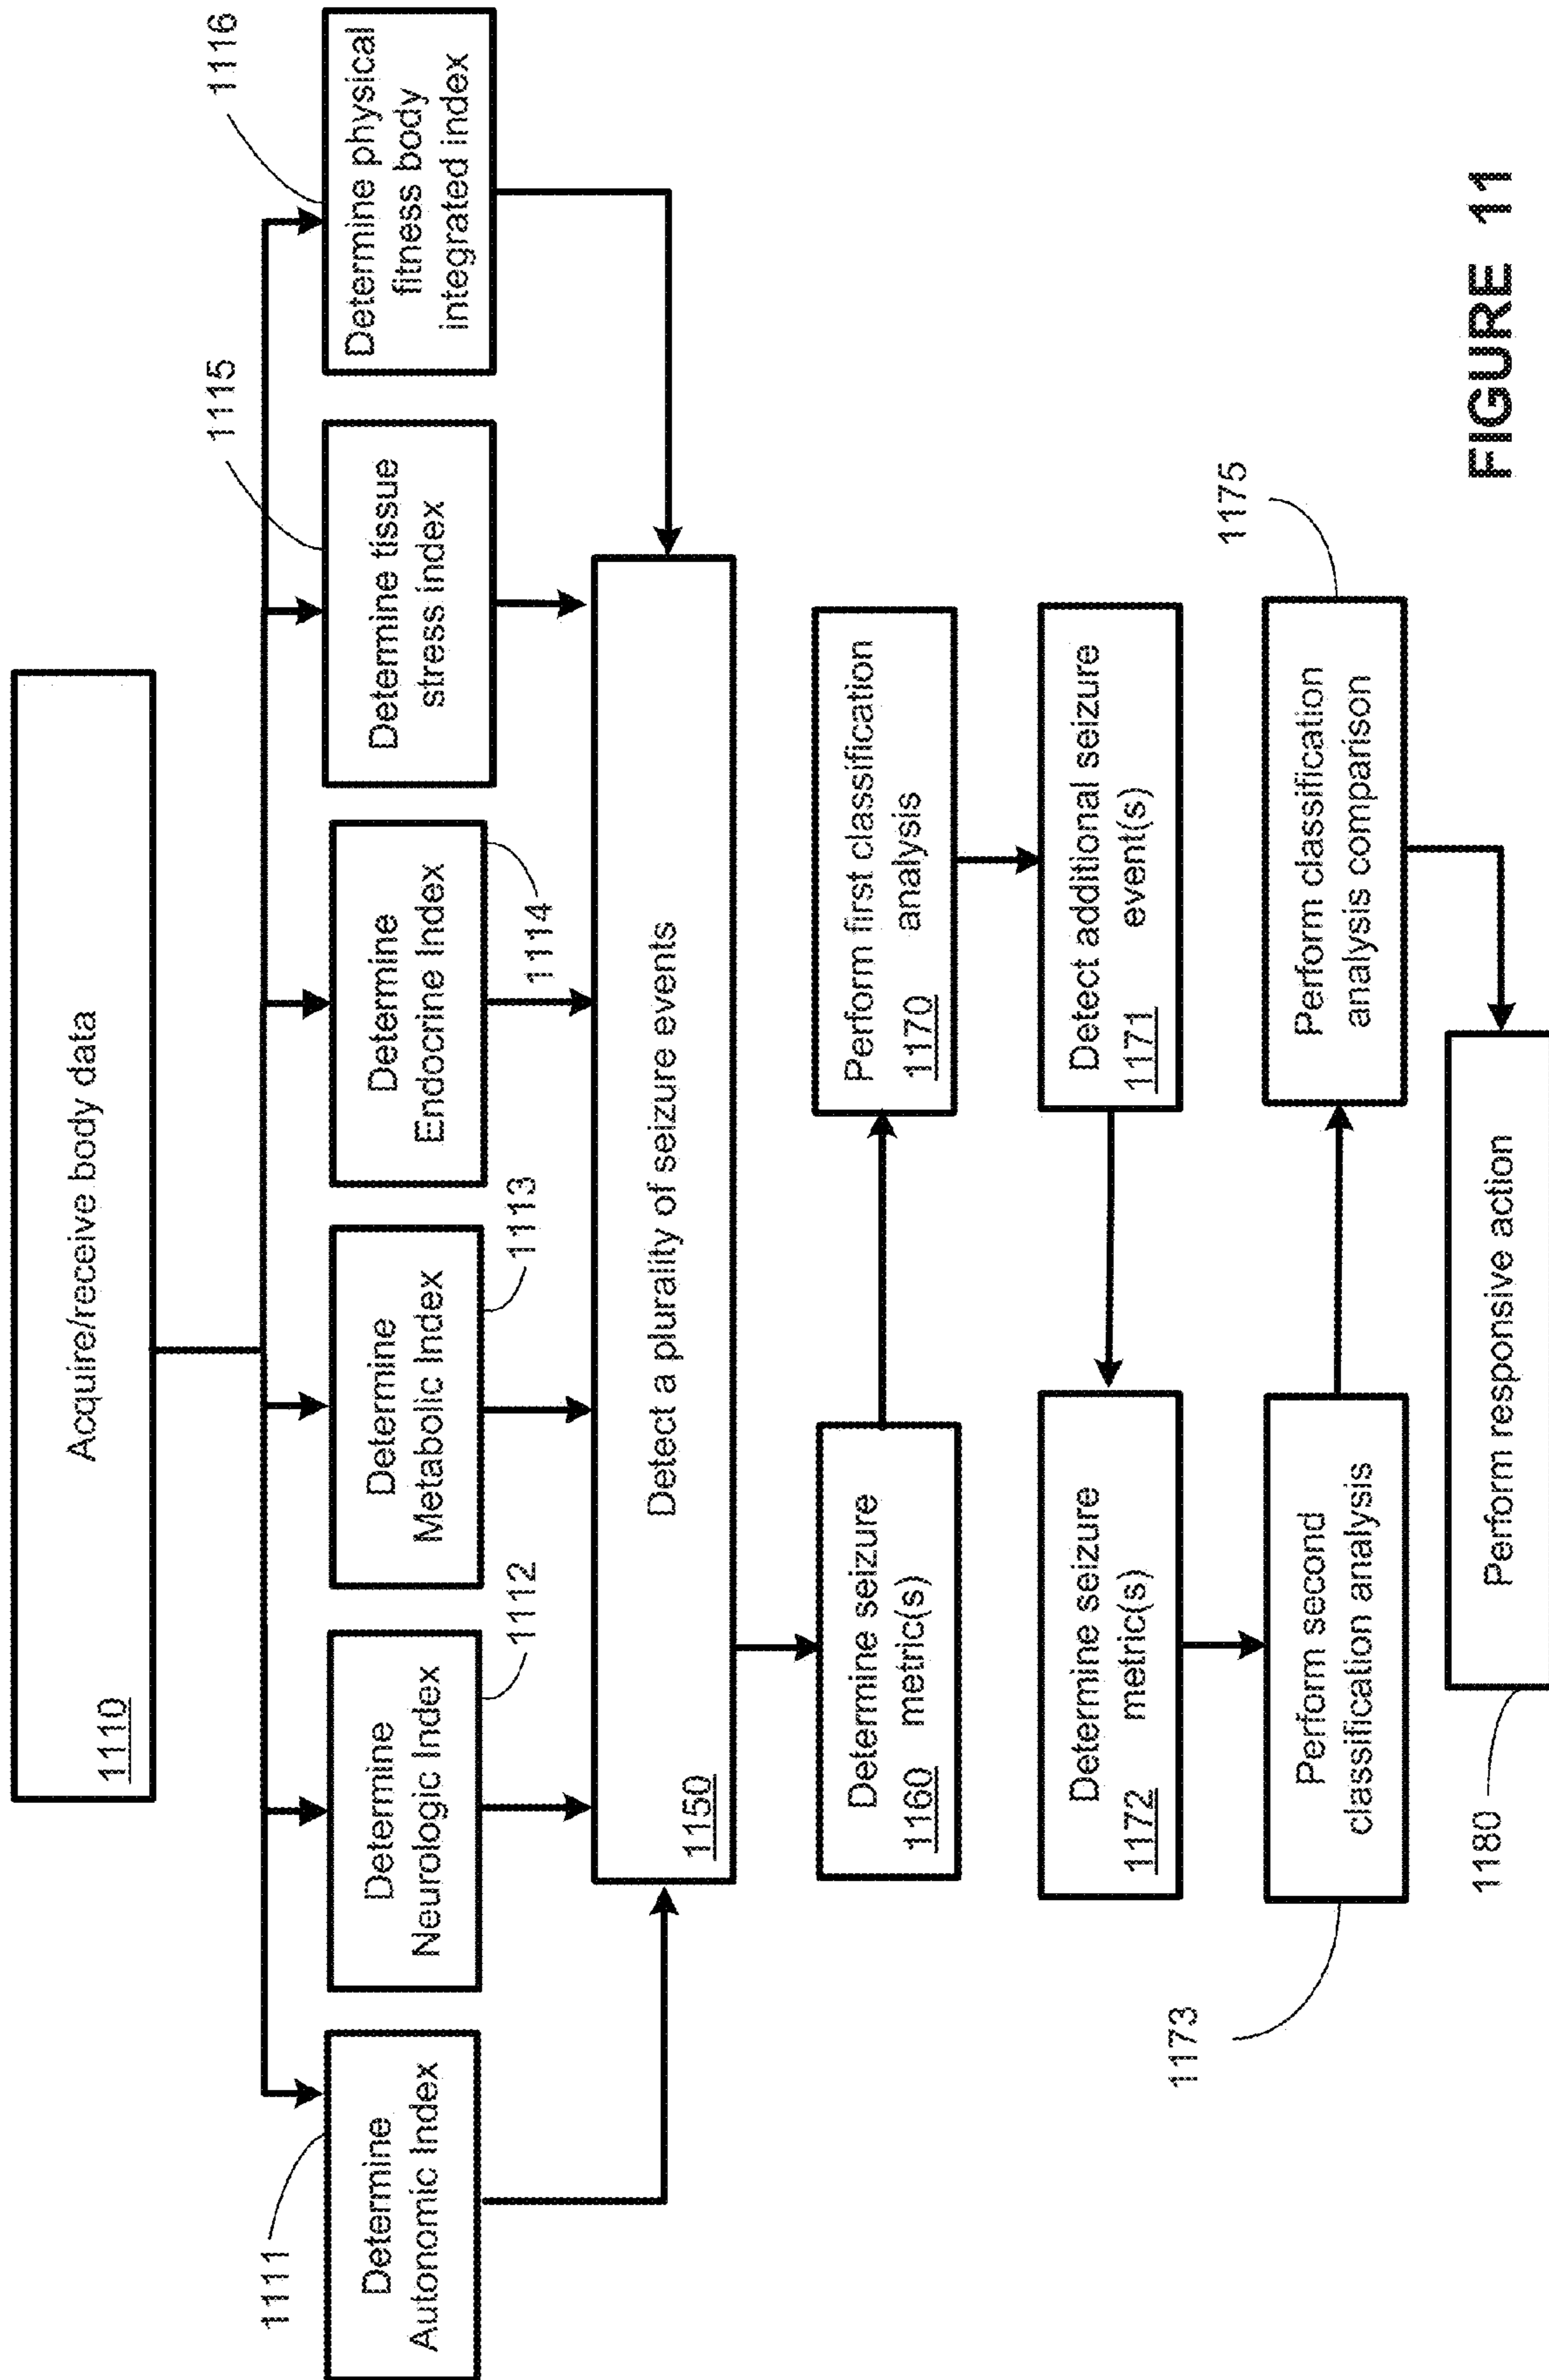 Acquire/receive body data
1110
1111
1112
1113
1114
1115
1116
Determine
Autonomic Index
Determine
Neurologic Index
Determine
Metabolic Index
Determine
Endocrine Index
Determine tissue
stress index
Determine physical
fitness body
integrated index
Detect a plurality of seizure events
1150
Determine seizure
1160 metric(s)
Perform first classification
1170 analysis
Detect additional seizure
1171 event(s)
Determine seizure
1172 metric(s)
Perform second
classification analysis
1173
Perform classification
analysis comparison
1175
Perform responsive action
1180
FIGURE 11